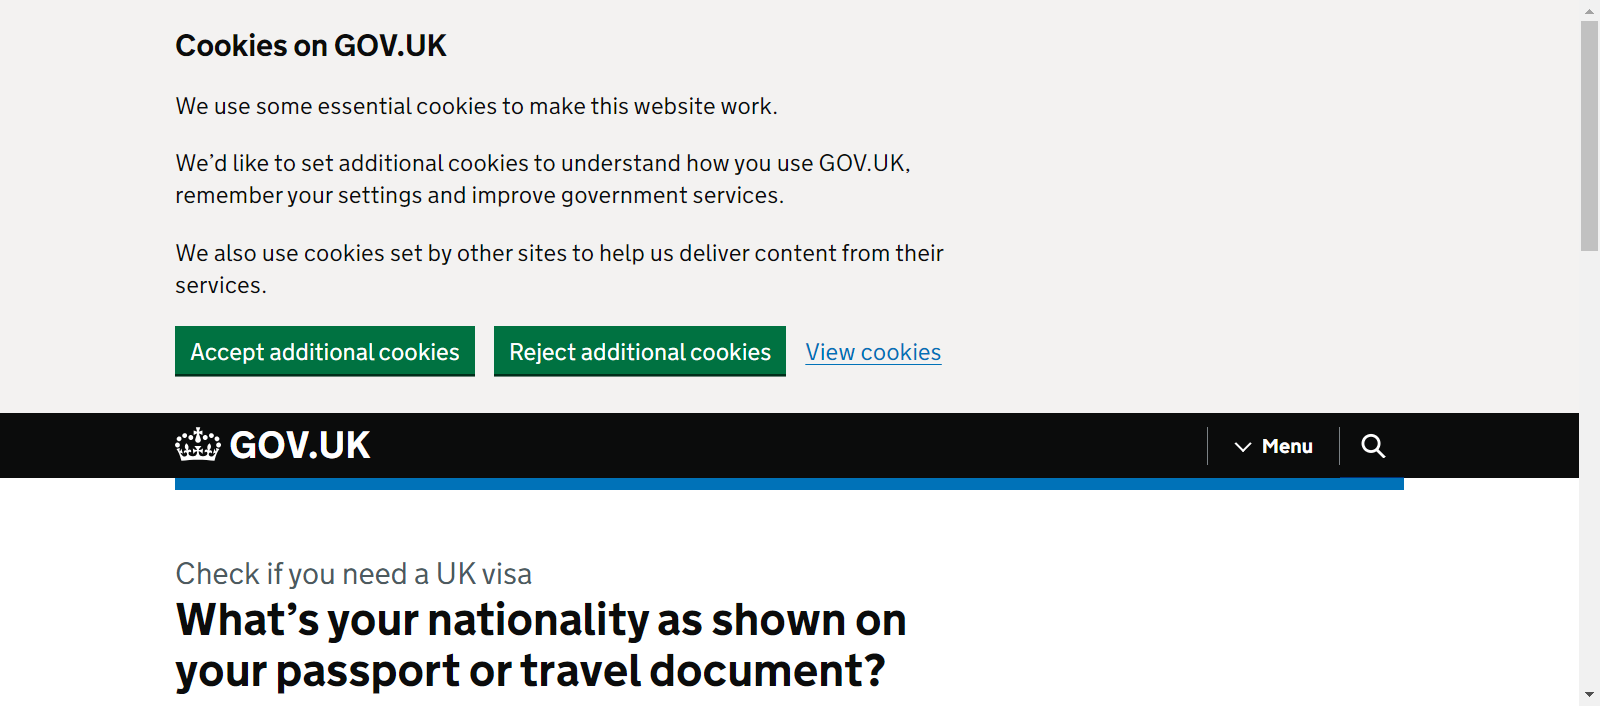 Cookies on GOV.UK
We use some essential cookies to make this website work.
We’d like to set additional cookies to understand how you use GOV.UK,
remember your settings and improve government services.
We also use cookies set by other sites to help us deliver content from their
services.
Accept additional cookies Reject additional cookies View cookies
GOV.UK Menu
Check if you need a UK visa
What’s your nationality as shown on
your passport or travel document?